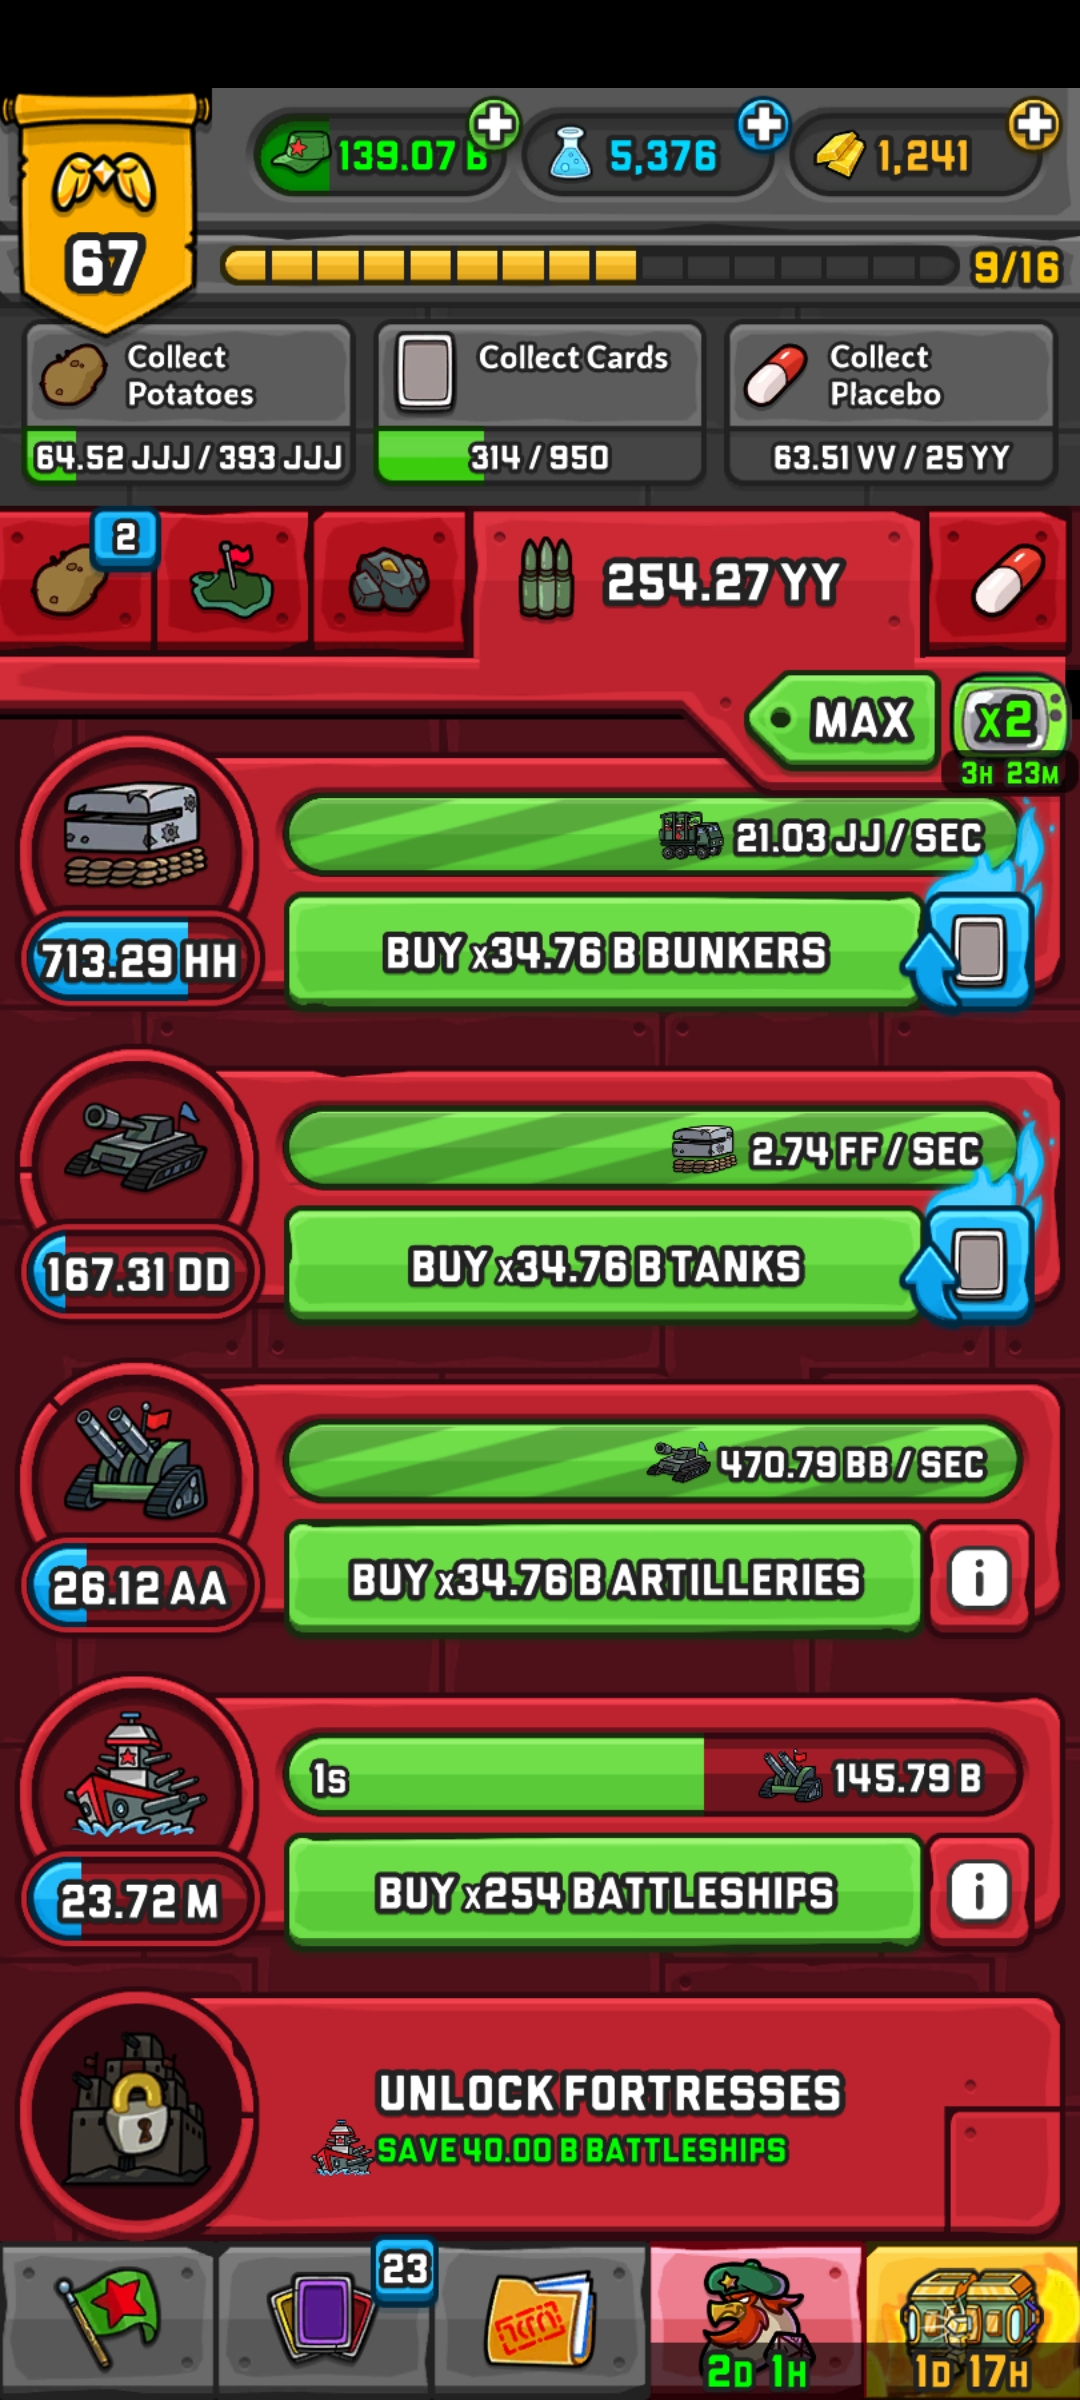 139.07 B
5,376
1,241
67
9/16
Collect
Potatoes
64.52 JJJ / 393 JJJ
Collect Cards
314 / 950
Collect
Placebo
63.51 VV / 25 YY
2
254.27 YY
MAX
x2
3H 23M
21.03 JJ / SEC
713.29 HH
BUY x34.76 B BUNKERS
2.74 FF / SEC
167.31 DD
BUY x34.76 B TANKS
470.79 BB / SEC
26.12 AA
BUY x34.76 B ARTILLERIES
i
1s
145.79 B
23.72 M
BUY x254 BATTLESHIPS
i
UNLOCK FORTRESSES
SAVE 40.00 B BATTLESHIPS
23
2D 1H
1D 17H